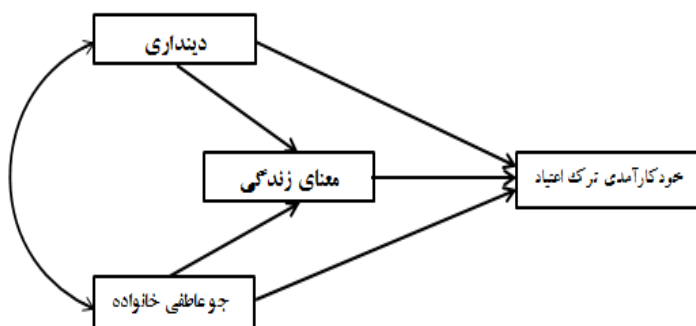 دینداری
معنای زندگی
خودکارآمدی ترک اعتیاد
جو عاطفی خانواده